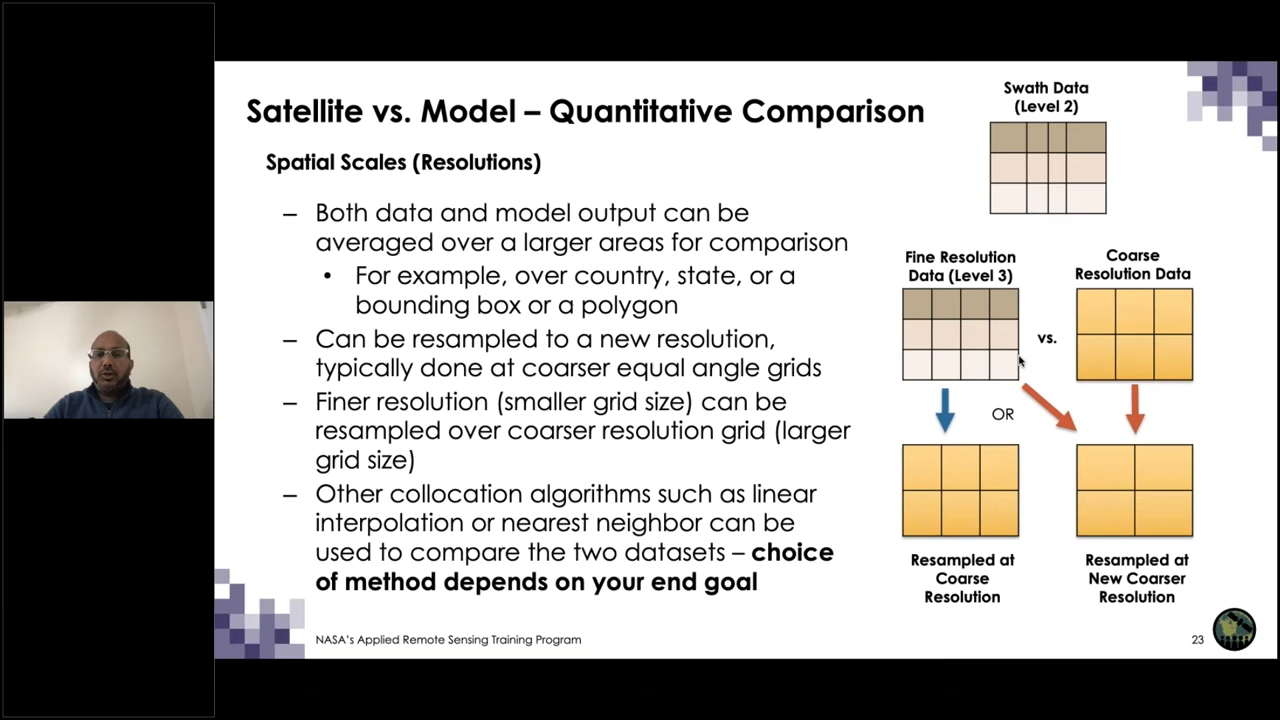 Satellite vs. Model – Quantitative Comparison
Spatial Scales (Resolutions)
– Both data and model output can be
averaged over a larger areas for comparison
• For example, over country, state, or a
bounding box or a polygon
– Can be resampled to a new resolution,
typically done at coarser equal angle grids
– Finer resolution (smaller grid size) can be
resampled over coarser resolution grid (larger
grid size)
– Other collocation algorithms such as linear
interpolation or nearest neighbor can be
used to compare the two datasets – choice
of method depends on your end goal
Swath Data
(Level 2)
Fine Resolution
Data (Level 3)
vs.
Coarse
Resolution Data
OR
Resampled at
Coarse
Resolution
Resampled at
New Coarser
Resolution
NASA's Applied Remote Sensing Training Program
23